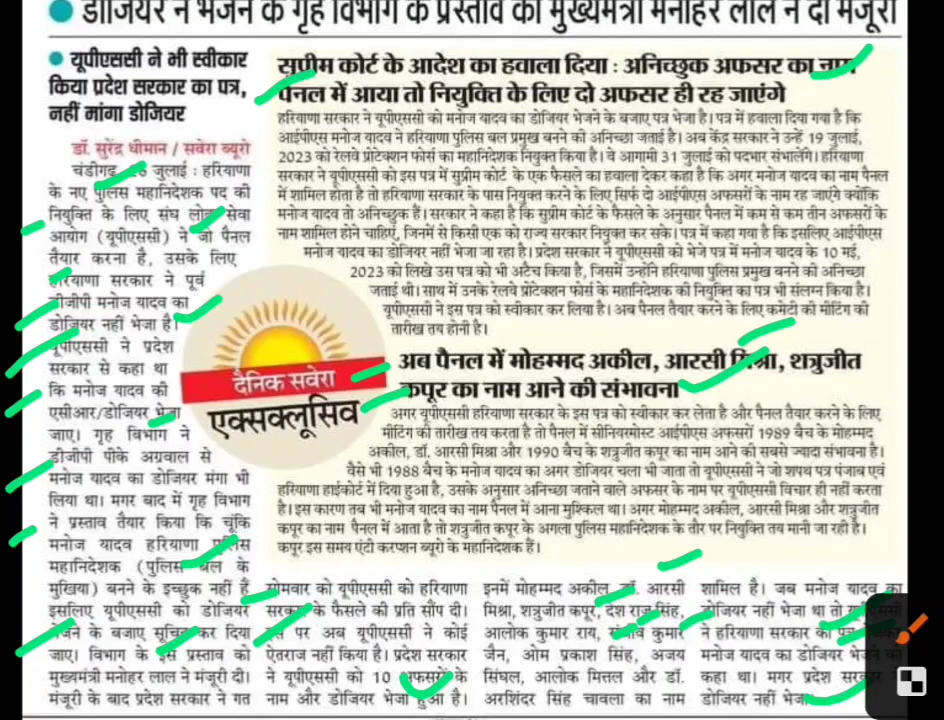 डोजियर न भेजने के गृह विभाग के प्रस्ताव को मुख्यमंत्री मनोहर लाल ने दी मंजूरी
यूपीएससी ने भी स्वीकार
किया प्रदेश सरकार का पत्र,
नहीं मांगा डोजियर
डॉ. सुरेंद्र धीमान / सवेरा ब्यूरो
चंडीगढ़, जुलाई : हरियाणा
के नए पुलिस महानिदेशक पद की
नियुक्ति के लिए संघ लोक सेवा
आयोग (यूपीएससी) ने जो पैनल
तैयार करना है, उसके लिए
हरियाणा सरकार ने पूर्व
डीजीपी मनोज यादव का
डोजियर नहीं भेजा है।
यूपीएससी ने प्रदेश
सरकार से कहा था
कि मनोज यादव की
एसीआर/डोजियर भेजा
जाए। गृह विभाग ने
डीजीपी पीके अग्रवाल से
मनोज यादव का डोजियर मंगा भी
लिया था। मगर बाद में गृह विभाग
ने प्रस्ताव तैयार किया कि चूंकि
मनोज यादव हरियाणा पुलिस
महानिदेशक (पुलिस बल के
मुखिया) बनने के इच्छुक नहीं हैं
इसलिए यूपीएससी को डोजियर
भेजने के बजाए सूचित कर दिया
जाए। विभाग के इस प्रस्ताव को
मुख्यमंत्री मनोहर लाल ने मंजूरी दी।
मंजूरी के बाद प्रदेश सरकार ने गत
सुप्रीम कोर्ट के आदेश का हवाला दिया : अनिच्छुक अफसर का नाम
पैनल में आया तो नियुक्ति के लिए दो अफसर ही रह जाएंगे
हरियाणा सरकार ने यूपीएससी को मनोज यादव का डोजियर भेजने के बजाए पत्र भेजा है। पत्र में हवाला दिया गया है कि
आईपीएस मनोज यादव ने हरियाणा पुलिस बल प्रमुख बनने की अनिच्छा जताई है। अब केंद्र सरकार ने उन्हें 19 जुलाई,
2023 को रेलवे प्रोटेक्शन फोर्स का महानिदेशक नियुक्त किया है। वे आगामी 31 जुलाई को पदभार संभालेंगे। हरियाणा
सरकार ने यूपीएससी को इस पत्र में सुप्रीम कोर्ट के एक फैसले का हवाला देकर कहा है कि अगर मनोज यादव का नाम पैनल
में शामिल होता है तो हरियाणा सरकार के पास नियुक्त करने के लिए सिर्फ दो आईपीएस अफसरों के नाम रह जाएंगे क्योंकि
मनोज यादव तो अनिच्छुक हैं। सरकार ने कहा है कि सुप्रीम कोर्ट के फैसले के अनुसार पैनल में कम से कम तीन अफसरों के
नाम शामिल होने चाहिएं, जिनमें से किसी एक को राज्य सरकार नियुक्त कर सके। पत्र में कहा गया है कि इसलिए आईपीएस
मनोज यादव का डोजियर नहीं भेजा जा रहा है। प्रदेश सरकार ने यूपीएससी को भेजे पत्र में मनोज यादव के 10 मई,
2023 को लिखे उस पत्र को भी अटैच किया है, जिसमें उन्होंने हरियाणा पुलिस प्रमुख बनने की अनिच्छा
जताई थी। साथ में उनके रेलवे प्रोटेक्शन फोर्स के महानिदेशक की नियुक्ति का पत्र भी संलग्न किया है।
यूपीएससी ने इस पत्र को स्वीकार कर लिया है। अब पैनल तैयार करने के लिए कमेटी की मीटिंग की
तारीख तय होनी है।
दैनिक सवेरा
एक्सक्लूसिव
अब पैनल में मोहम्मद अकील, आरसी मिश्रा, शत्रुजीत
कपूर का नाम आने की संभावना
अगर यूपीएससी हरियाणा सरकार के इस पत्र को स्वीकार कर लेता है और पैनल तैयार करने के लिए
मीटिंग की तारीख तय करता है तो पैनल में सीनियरमोस्ट आईपीएस अफसरों 1989 बैच के मोहम्मद
अकील, डॉ. आरसी मिश्रा और 1990 बैच के शत्रुजीत कपूर का नाम आने की सबसे ज्यादा संभावना है।
वैसे भी 1988 बैच के मनोज यादव का अगर डोजियर चला भी जाता तो यूपीएससी ने जो शपथ पत्र पंजाब एवं
हरियाणा हाईकोर्ट में दिया हुआ है, उसके अनुसार अनिच्छा जताने वाले अफसर के नाम पर यूपीएससी विचार ही नहीं करता
है। इस कारण तब भी मनोज यादव का नाम पैनल में आना मुश्किल था। अगर मोहम्मद अकील, आरसी मिश्रा और शत्रुजीत
कपूर का नाम पैनल में आता है तो शत्रुजीत कपूर के अगला पुलिस महानिदेशक के तौर पर नियुक्ति तय मानी जा रही है।
कपूर इस समय एंटी करप्शन ब्यूरो के महानिदेशक हैं।
सोमवार को यूपीएससी को हरियाणा
सरकार के फैसले की प्रति सौंप दी।
इस पर अब यूपीएससी ने कोई
ऐतराज नहीं किया है। प्रदेश सरकार
ने यूपीएससी को 10 अफसरों के
नाम और डोजियर भेजा हुआ है।
इनमें मोहम्मद अकील, डॉ. आरसी
मिश्रा, शत्रुजीत कपूर, देश राज सिंह,
आलोक कुमार राय, संजीव कुमार
जैन, ओम प्रकाश सिंह, अजय
सिंघल, आलोक मित्तल और डॉ.
अरशिंदर सिंह चावला का नाम
शामिल है। जब मनोज यादव का
डोजियर नहीं भेजा था तो यूपीएससी
ने हरियाणा सरकार को पत्र
मनोज यादव का डोजियर भेजने को
कहा था। मगर प्रदेश सरकार ने
डोजियर नहीं भेजा